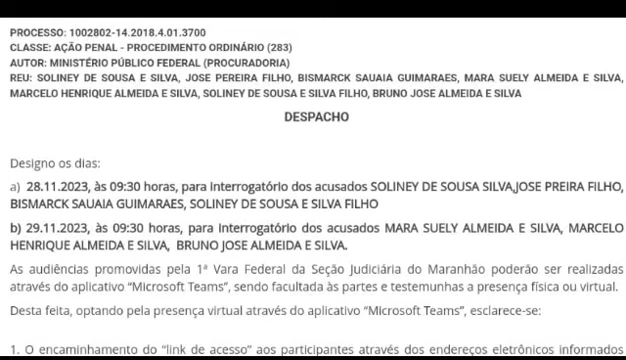 PROCESSO: 1002802-14.2018.4.01.3700
CLASSE: AÇÃO PENAL - PROCEDIMENTO ORDINÁRIO (283)
AUTOR: MINISTÉRIO PÚBLICO FEDERAL (PROCURADORIA)
REU: SOLINEY DE SOUSA E SILVA, JOSE PEREIRA FILHO, BISMARCK SAUAIA GUIMARAES, MARA SUELY ALMEIDA E SILVA,
MARCELO HENRIQUE ALMEIDA E SILVA, SOLINEY DE SOUSA E SILVA FILHO, BRUNO JOSE ALMEIDA E SILVA
DESPACHO
Designo os dias:
a) 28.11.2023, às 09:30 horas, para interrogatório dos acusados SOLINEY DE SOUSA SILVA,JOSE PREIRA FILHO,
BISMARCK SAUAIA GUIMARAES, SOLINEY DE SOUSA E SILVA FILHO
b) 29.11.2023, às 09:30 horas, para interrogatório dos acusados MARA SUELY ALMEIDA E SILVA, MARCELO
HENRIQUE ALMEIDA E SILVA, BRUNO JOSE ALMEIDA E SILVA.
As audiências promovidas pela 1ª Vara Federal da Seção Judiciária do Maranhão poderão ser realizadas
através do aplicativo “Microsoft Teams”, sendo facultada às partes e testemunhas a presença física ou virtual.
Desta feita, optando pela presença virtual através do aplicativo “Microsoft Teams”, esclarece-se:
1. O encaminhamento do “link de acesso” aos participantes através dos endereços eletrônicos informados